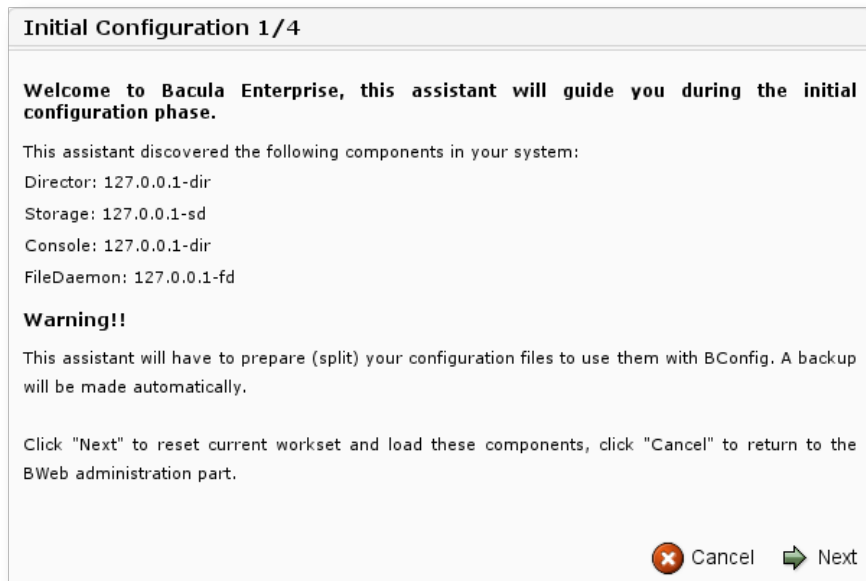 Initial Configuration 1/4
Welcome to Bacula Enterprise, this assistant will guide you during the initial
configuration phase.
This assistant discovered the following components in your system:
Director: 127.0.0.1-dir
Storage: 127.0.0.1-sd
Console: 127.0.0.1-dir
FileDaemon: 127.0.0.1-fd
Warning!!
This assistant will have to prepare (split) your configuration files to use them with BConfig. A backup
will be made automatically.
Click "Next" to reset current workset and load these components, click "Cancel" to return to the
BWeb administration part.
Cancel Next